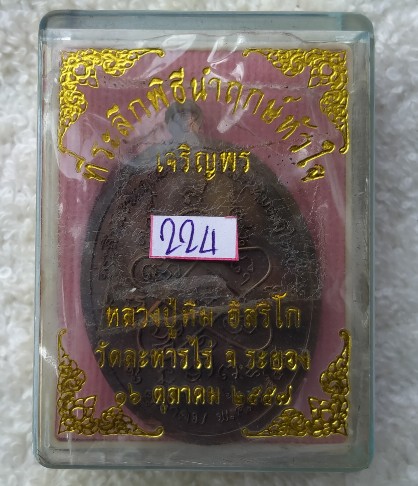 ที่ระลึกพิธีนำฤกษ์หัวใจ
เจริญพร
224
หลวงปู่ทิม อิสริโก
วัดละหารไร่ จ.ระยอง
๑๖ ตุลาคม ๒๕๔๗